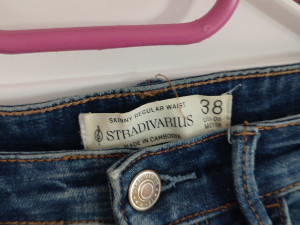 SKINNY REGULAR WAIST
STRADIVARIUS
MADE IN CAMBODIA
38